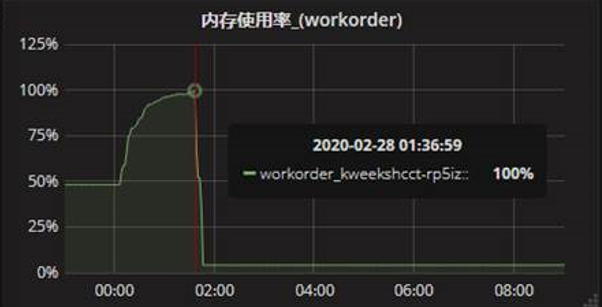 内存使用率_(workorder)
125%
100%
75%
50%
25%
0%
2020-02-28 01:36:59
workorder_kweekshcct-rp5iz:: 100%
00:00 02:00 04:00 06:00 08:00